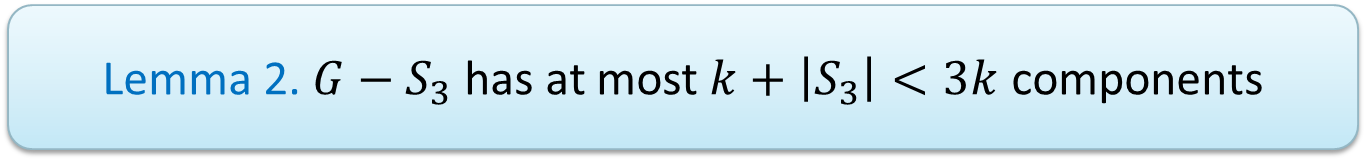 Lemma 2. G − S₃ has at most k + |S₃| < 3k components